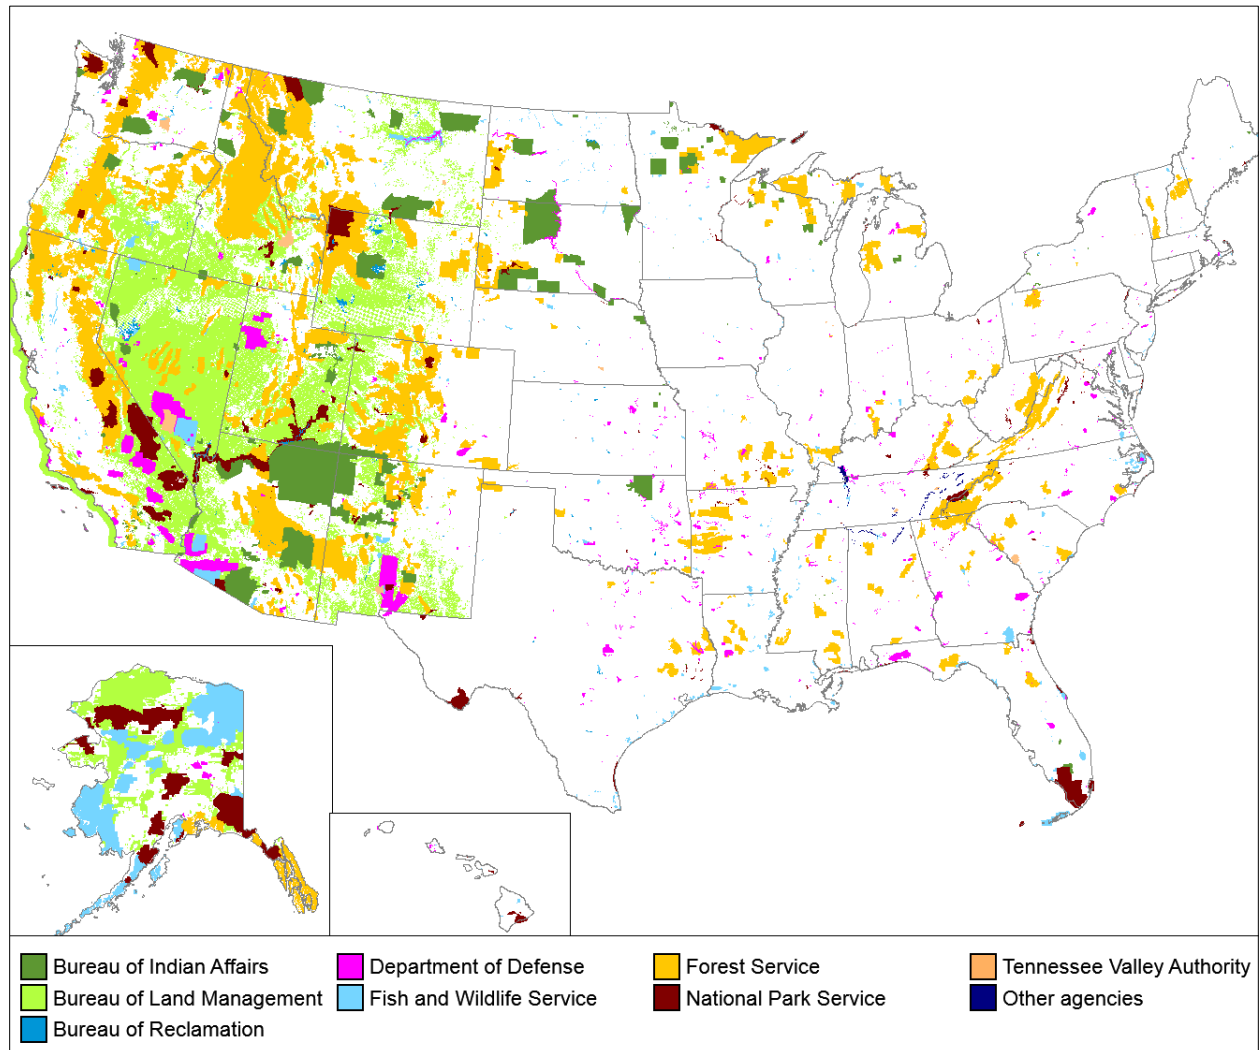 Bureau of Indian Affairs
Department of Defense
Forest Service
Tennessee Valley Authority
Bureau of Land Management
Fish and Wildlife Service
National Park Service
Other agencies
Bureau of Reclamation